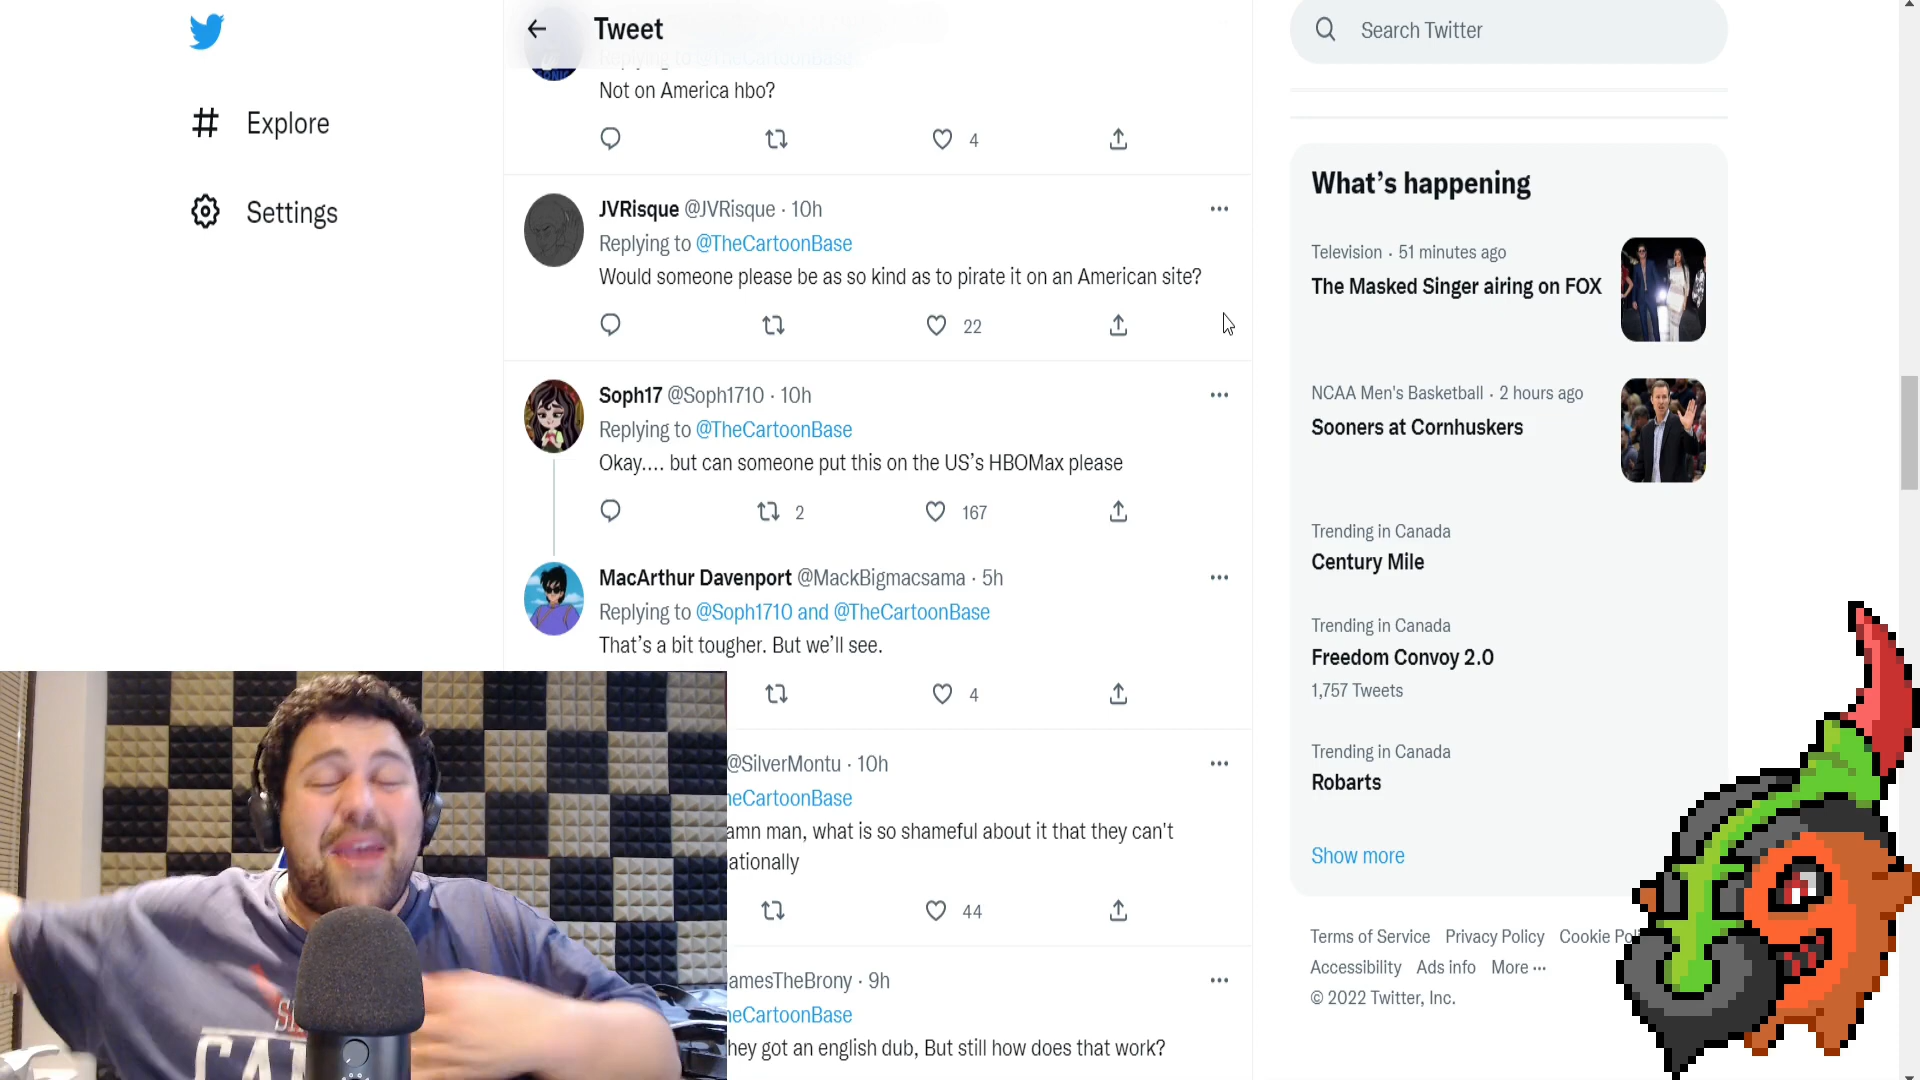 Tweet
Search Twitter
Explore
Settings
Replying to @TheCartoonBase
Not on America hbo?
4
JVRisque @JVRisque · 10h
Replying to @TheCartoonBase
Would someone please be as so kind as to pirate it on an American site?
22
Soph17 @Soph1710 · 10h
Replying to @TheCartoonBase
Okay.... but can someone put this on the US's HBOMax please
2 167
MacArthur Davenport @MackBigmacsama · 5h
Replying to @Soph1710 and @TheCartoonBase
That's a bit tougher. But we'll see.
4
@SilverMontu · 10h
eCartoonBase
amn man, what is so shameful about it that they can't
ationally
44
amesTheBrony · 9h
eCartoonBase
hey got an english dub, But still how does that work?
What's happening
Television · 51 minutes ago
The Masked Singer airing on FOX
NCAA Men's Basketball · 2 hours ago
Sooners at Cornhuskers
Trending in Canada
Century Mile
Trending in Canada
Freedom Convoy 2.0
1,757 Tweets
Trending in Canada
Robarts
Show more
Terms of Service Privacy Policy Cookie Po
Accessibility Ads info More ···
© 2022 Twitter, Inc.